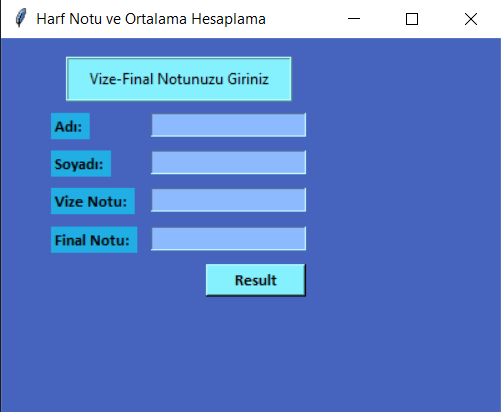 Harf Notu ve Ortalama Hesaplama
Vize-Final Notunuzu Giriniz
Adı:
Soyadı:
Vize Notu:
Final Notu:
Result